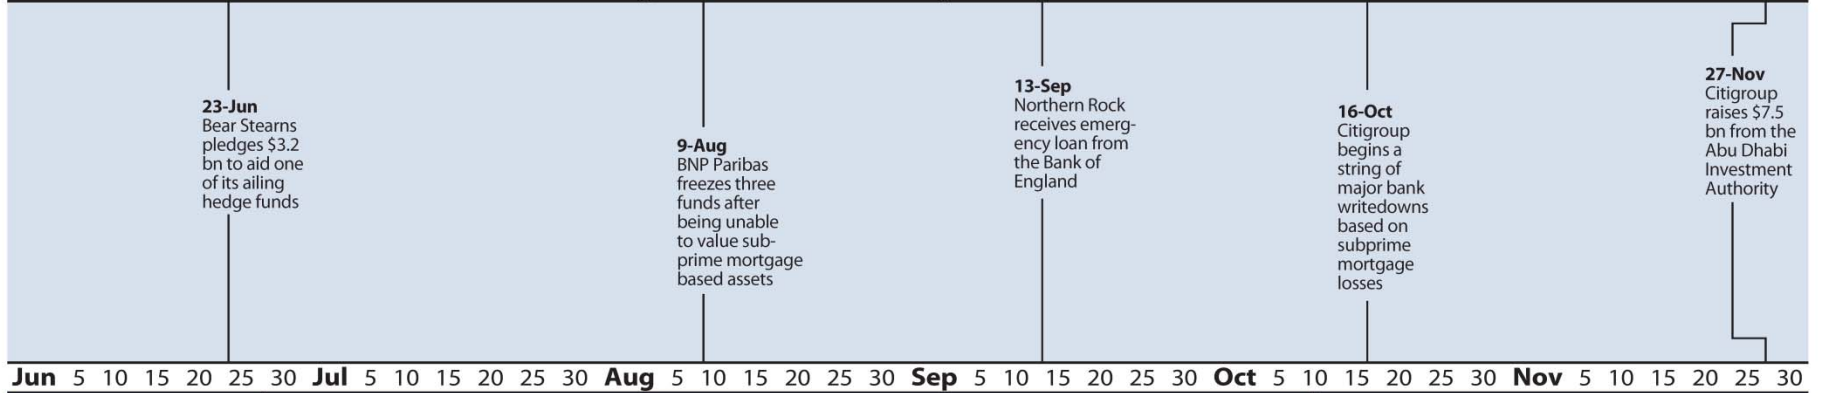 23-Jun
Bear Stearns
pledges $3.2
bn to aid one
of its ailing
hedge funds
9-Aug
BNP Paribas
freezes three
funds after
being unable
to value sub-
prime mortgage
based assets
13-Sep
Northern Rock
receives emerg-
ency loan from
the Bank of
England
16-Oct
Citigroup
begins a
string of
major bank
writedowns
based on
subprime
mortgage
losses
27-Nov
Citigroup
raises $7.5
bn from the
Abu Dhabi
Investment
Authority
Jun 5 10 15 20 25 30 Jul 5 10 15 20 25 30 Aug 5 10 15 20 25 30 Sep 5 10 15 20 25 30 Oct 5 10 15 20 25 30 Nov 5 10 15 20 25 30